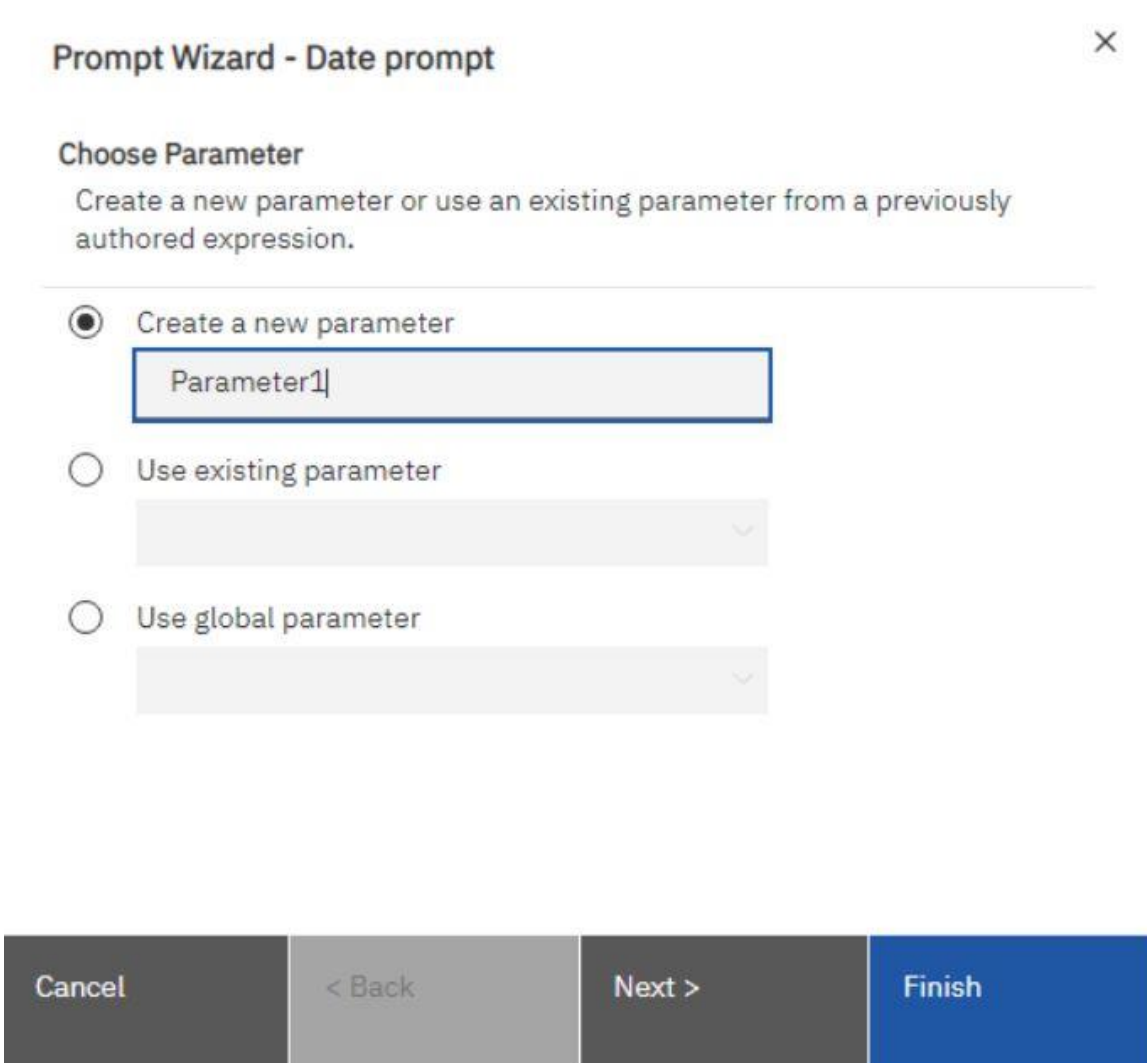 Prompt Wizard - Date prompt
Choose Parameter
Create a new parameter or use an existing parameter from a previously
authored expression.
Create a new parameter
Parameter1
Use existing parameter
Use global parameter
Cancel
< Back
Next >
Finish